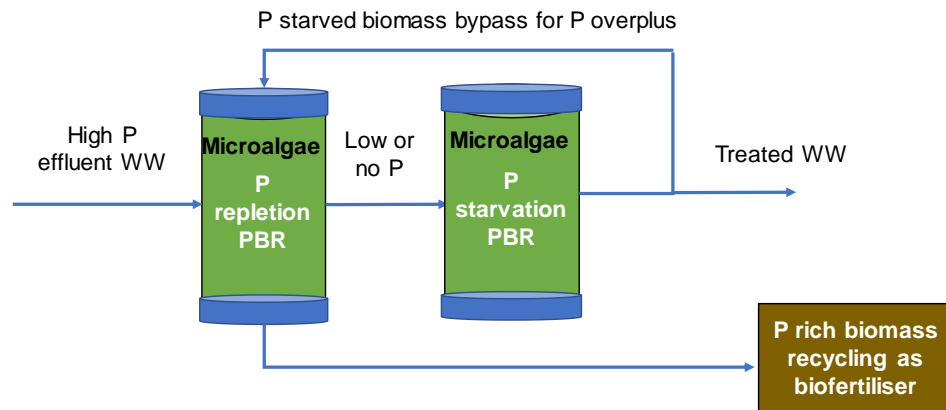 P starved biomass bypass for P overplus
High P
effluent WW
Microalgae
P
repletion
PBR
Low or
no P
Microalgae
P
starvation
PBR
Treated WW
P rich biomass
recycling as
biofertiliser